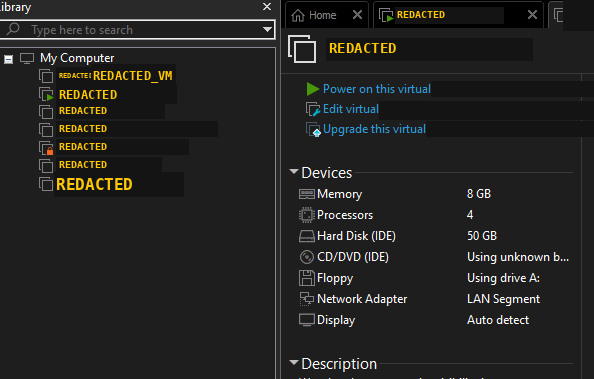 Library
Type here to search
My Computer
REDACTED_VM
REDACTED
REDACTED
REDACTED
REDACTED
REDACTED
REDACTED
Home
REDACTED
REDACTED
Power on this virtual
Edit virtual
Upgrade this virtual
Devices
Memory 8 GB
Processors 4
Hard Disk (IDE) 50 GB
CD/DVD (IDE) Using unknown b...
Floppy Using drive A:
Network Adapter LAN Segment
Display Auto detect
Description